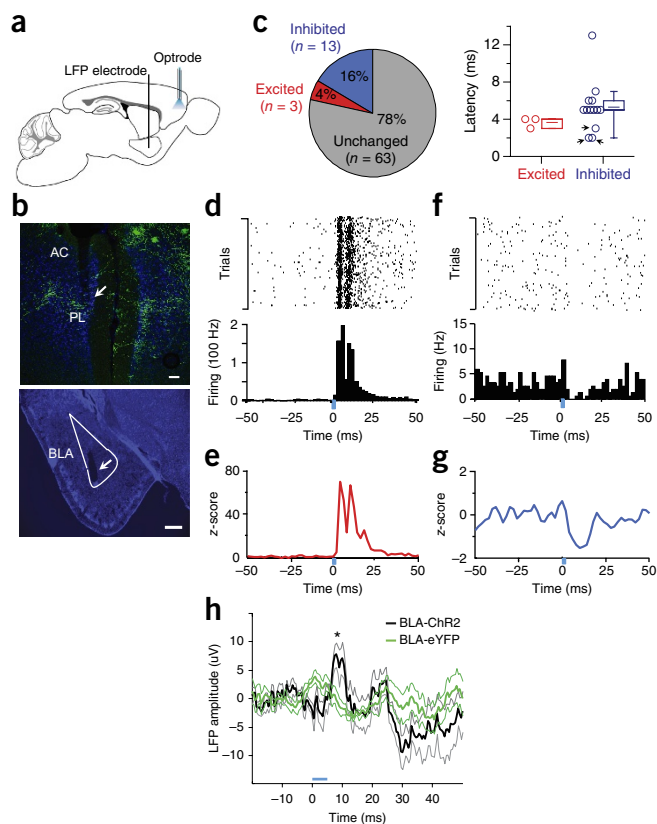 a
LFP electrode
Optrode
b
AC
PL
BLA
c
Inhibited
(n = 13)
Excited
(n = 3)
16%
4%
78%
Unchanged
(n = 63)
Latency (ms)
12
8
4
0
Excited
Inhibited
d
Trials
Firing (100 Hz)
2
1
0
−50
−25
0
25
50
Time (ms)
e
z-score
80
40
0
−50
−25
0
25
50
Time (ms)
f
Trials
Firing (Hz)
15
10
5
0
−50
−25
0
25
50
Time (ms)
g
z-score
2
0
−2
−50
−25
0
25
50
Time (ms)
h
BLA-ChR2
BLA-eYFP
*
LFP amplitude (uV)
10
5
0
−5
−10
−10
0
10
20
30
40
Time (ms)